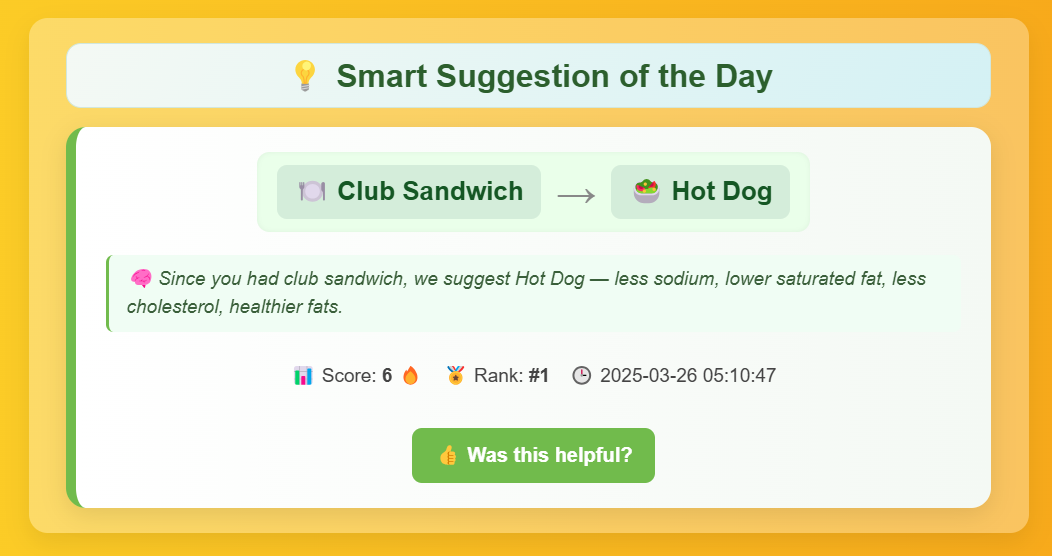 Smart Suggestion of the Day
Club Sandwich → Hot Dog
Since you had club sandwich, we suggest Hot Dog — less sodium, lower saturated fat, less
cholesterol, healthier fats.
Score: 6 Rank: #1 2025-03-26 05:10:47
Was this helpful?